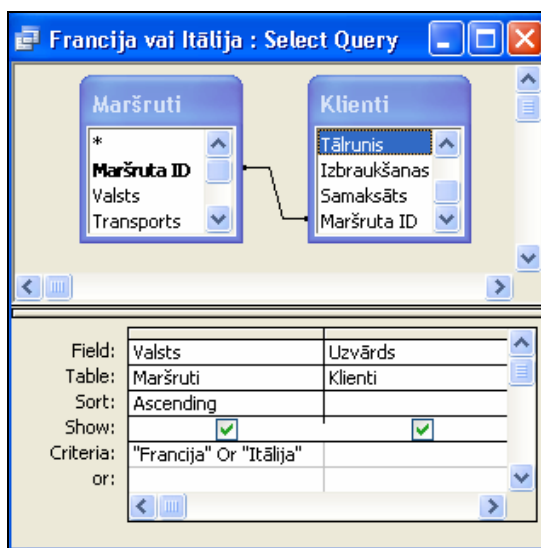 Francija vai Itālija : Select Query
Maršruti
*
Maršruta ID
Valsts
Transports
Klienti
Tālrunis
Izbraukšanas
Samaksāts
Maršruta ID
Field: Valsts Uzvārds
Table: Maršruti Klienti
Sort: Ascending
Show:
Criteria: "Francija" Or "Itālija"
or: